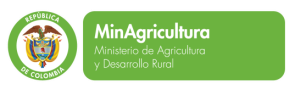 REPÚBLICA
DE COLOMBIA
MinAgricultura
Ministerio de Agricultura
y Desarrollo Rural